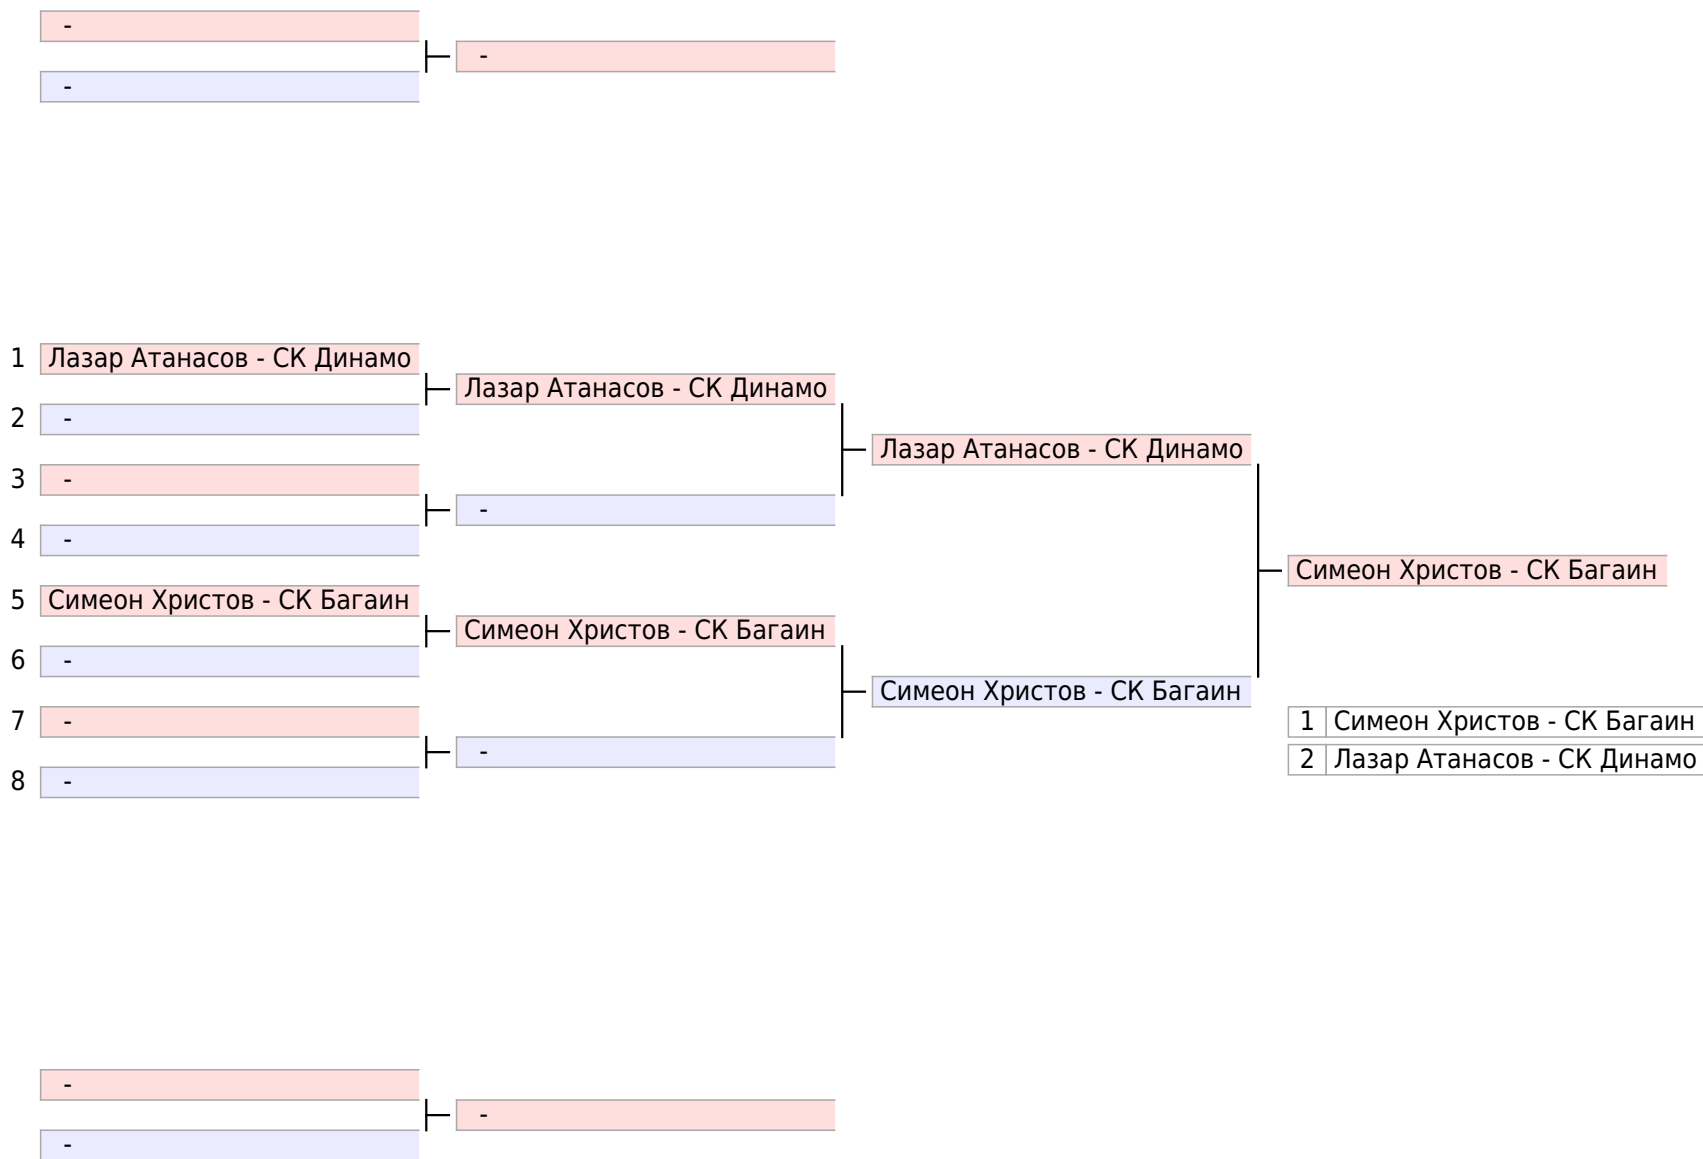 -
-
-
1 Лазар Атанасов - СК Динамо
Лазар Атанасов - СК Динамо
2 -
Лазар Атанасов - СК Динамо
3 -
-
4 -
Симеон Христов - СК Багаин
5 Симеон Христов - СК Багаин
Симеон Христов - СК Багаин
6 -
Симеон Христов - СК Багаин
7 -
1 Симеон Христов - СК Багаин
-
2 Лазар Атанасов - СК Динамо
8 -
-
-
-